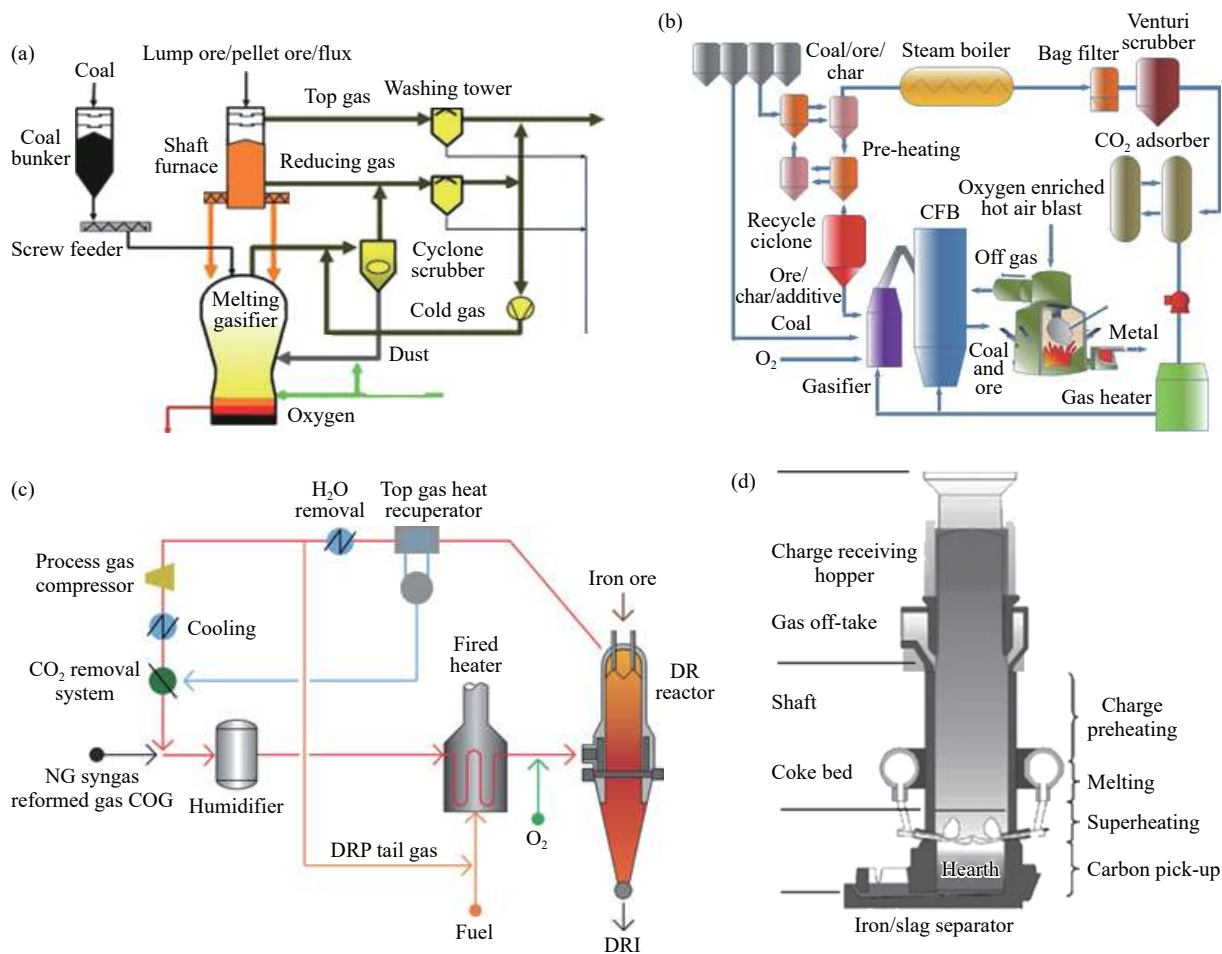 (a)
Lump ore/pellet ore/flux
Coal
Top gas
Washing tower
Coal
bunker
Shaft
furnace
Reducing gas
Screw feeder
Cyclone
scrubber
Melting
gasifier
Cold gas
Dust
Oxygen
(b)
Coal/ore/
char
Steam boiler
Bag filter
Venturi
scrubber
CO₂ adsorber
Pre-heating
Oxygen enriched
hot air blast
Recycle
ciclone
CFB
Off gas
Ore/
char/additive
Coal
Metal
O₂
Coal
and
ore
Gasifier
Gas heater
(c)
H₂O
removal
Top gas heat
recuperator
Process gas
compressor
Iron ore
Cooling
Fired
heater
DR
reactor
CO₂ removal
system
NG syngas
reformed gas COG
Humidifier
O₂
DRP tail gas
Fuel
DRI
(d)
Charge receiving
hopper
Gas off-take
Shaft
Charge
preheating
Coke bed
Melting
Superheating
Hearth
Carbon pick-up
Iron/slag separator